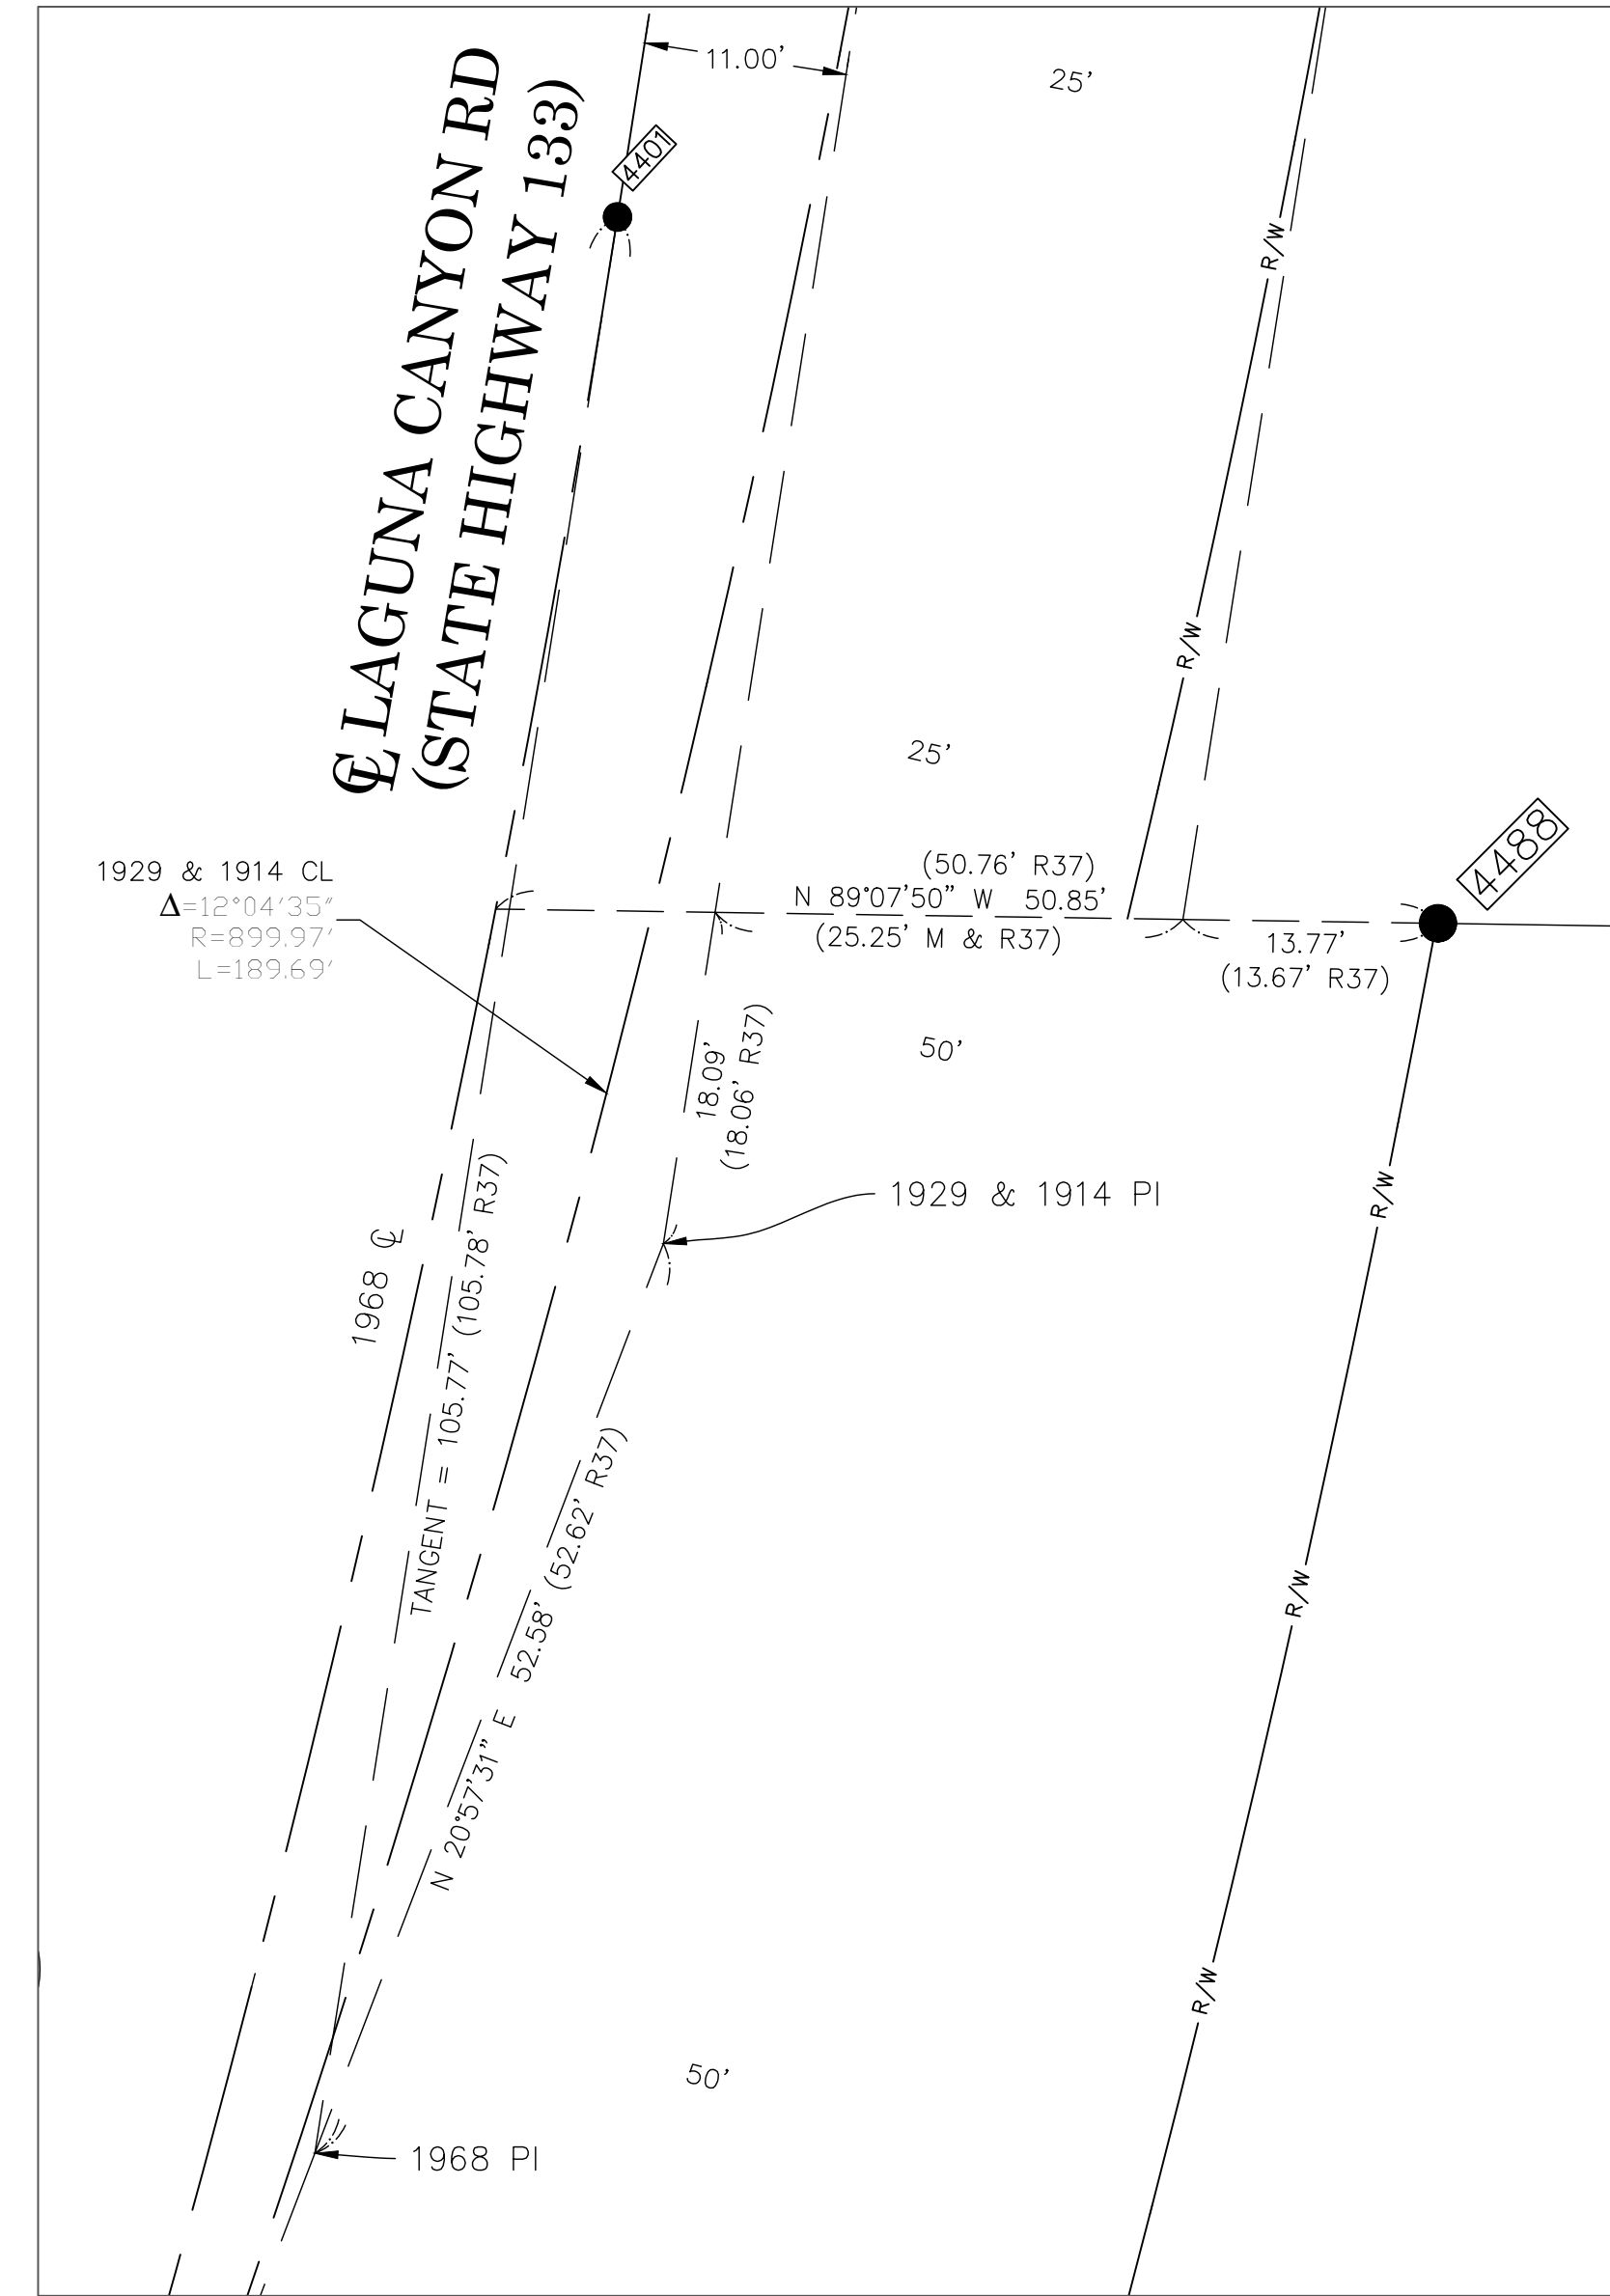 11.00'
25'
4401
℄ LAGUNA CANYON RD
(STATE HIGHWAY 133)
R/W
R/W
25'
4488
1929 & 1914 CL
Δ=12°04'35"
R=899.97'
L=189.69'
(50.76' R37)
N 89°07'50" W 50.85'
(25.25' M & R37)
13.77'
(13.67' R37)
18.09'
(18.06' R37)
50'
1929 & 1914 PI
R/W
1968 ℄
TANGENT = 105.77' (105.78' R37)
N 20°57'31" E 52.58' (52.62' R37)
R/W
R/W
50'
1968 PI